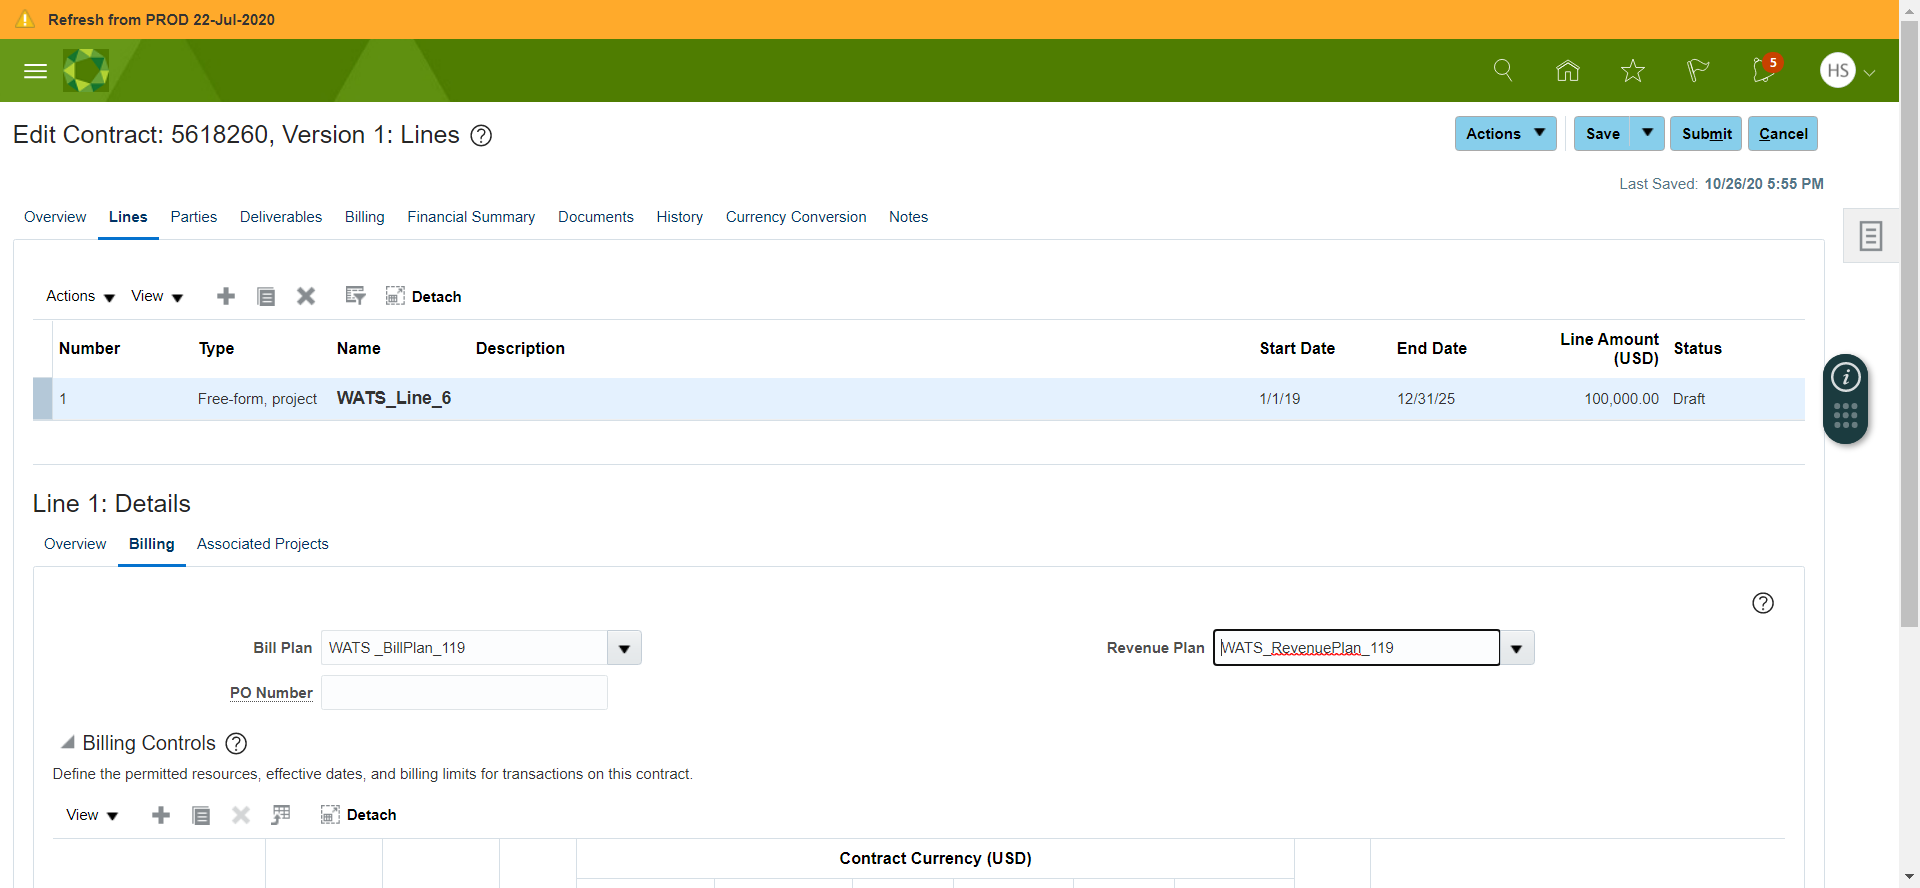 Refresh from PROD 22-Jul-2020
5
HS
Edit Contract: 5618260, Version 1: Lines ?
Actions
Save
Submit
Cancel
Last Saved: 10/26/20 5:55 PM
Overview Lines Parties Deliverables Billing Financial Summary Documents History Currency Conversion Notes
Actions View Detach
Number Type Name Description Start Date End Date Line Amount (USD) Status
1 Free-form, project WATS_Line_6 1/1/19 12/31/25 100,000.00 Draft
i
Line 1: Details
Overview Billing Associated Projects
?
Bill Plan WATS _BillPlan_119
Revenue Plan WATS_RevenuePlan_119
PO Number
Billing Controls ?
Define the permitted resources, effective dates, and billing limits for transactions on this contract.
View Detach
Contract Currency (USD)